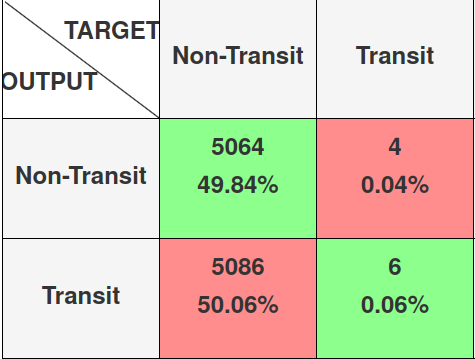 TARGET
OUTPUT
Non-Transit
Transit
Non-Transit
5064
49.84%
4
0.04%
Transit
5086
50.06%
6
0.06%